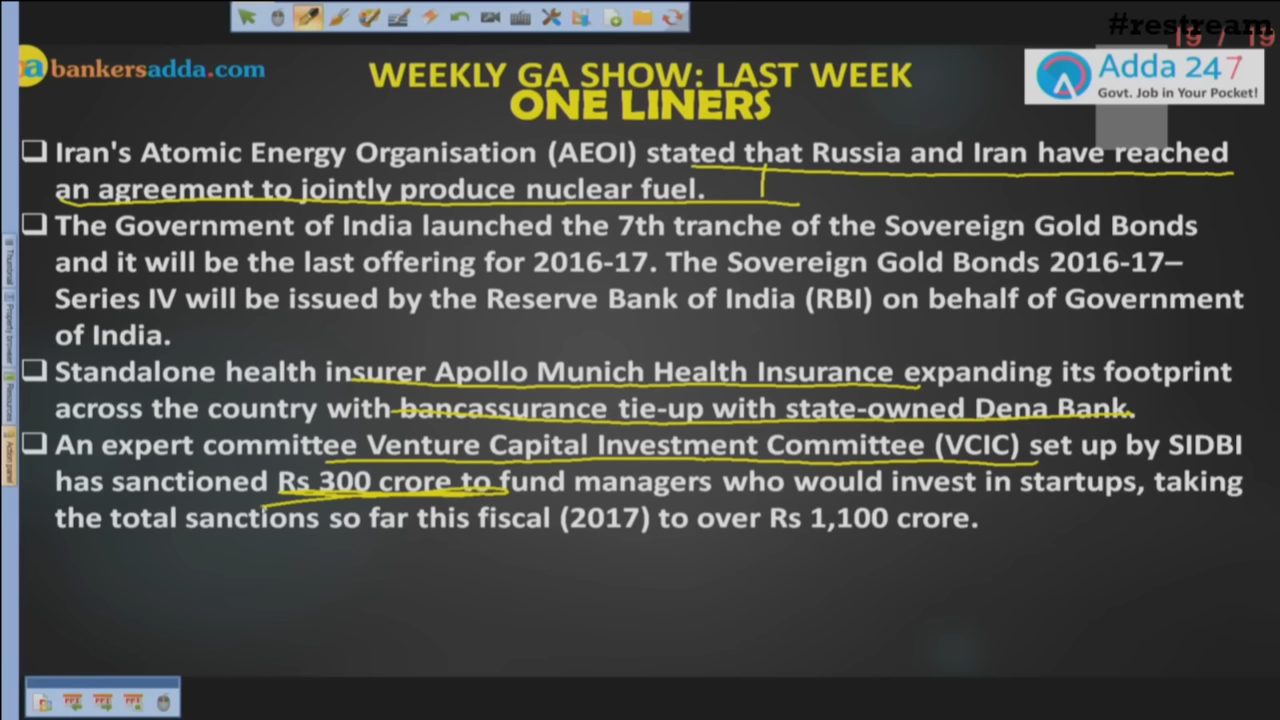 #restream
19 / 19
bankersadda.com
WEEKLY GA SHOW: LAST WEEK
ONE LINERS
Adda 247
Govt. Job in Your Pocket!
Iran's Atomic Energy Organisation (AEOI) stated that Russia and Iran have reached
an agreement to jointly produce nuclear fuel.
The Government of India launched the 7th tranche of the Sovereign Gold Bonds
and it will be the last offering for 2016-17. The Sovereign Gold Bonds 2016-17–
Series IV will be issued by the Reserve Bank of India (RBI) on behalf of Government
of India.
Standalone health insurer Apollo Munich Health Insurance expanding its footprint
across the country with bancassurance tie-up with state-owned Dena Bank.
An expert committee Venture Capital Investment Committee (VCIC) set up by SIDBI
has sanctioned Rs 300 crore to fund managers who would invest in startups, taking
the total sanctions so far this fiscal (2017) to over Rs 1,100 crore.
Thumbnail
Property browser
Resources
Action panel